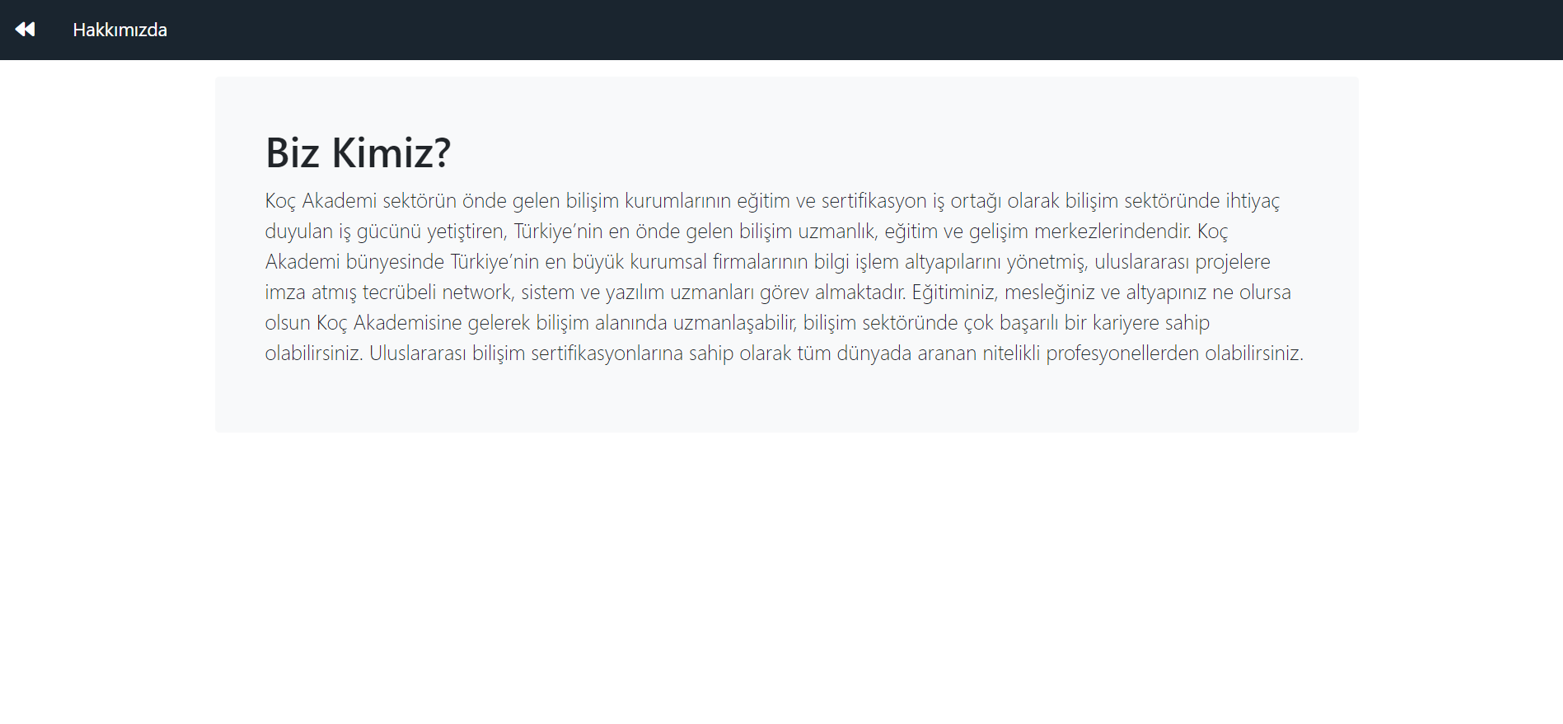 Hakkımızda
Biz Kimiz?
Koç Akademi sektörün önde gelen bilişim kurumlarının eğitim ve sertifikasyon iş ortağı olarak bilişim sektöründe ihtiyaç
duyulan iş gücünü yetiştiren, Türkiye’nin en önde gelen bilişim uzmanlık, eğitim ve gelişim merkezlerindendir. Koç
Akademi bünyesinde Türkiye’nin en büyük kurumsal firmalarının bilgi işlem altyapılarını yönetmiş, uluslararası projelere
imza atmış tecrübeli network, sistem ve yazılım uzmanları görev almaktadır. Eğitiminiz, mesleğiniz ve altyapınız ne olursa
olsun Koç Akademisine gelerek bilişim alanında uzmanlaşabilir, bilişim sektöründe çok başarılı bir kariyere sahip
olabilirsiniz. Uluslararası bilişim sertifikasyonlarına sahip olarak tüm dünyada aranan nitelikli profesyonellerden olabilirsiniz.